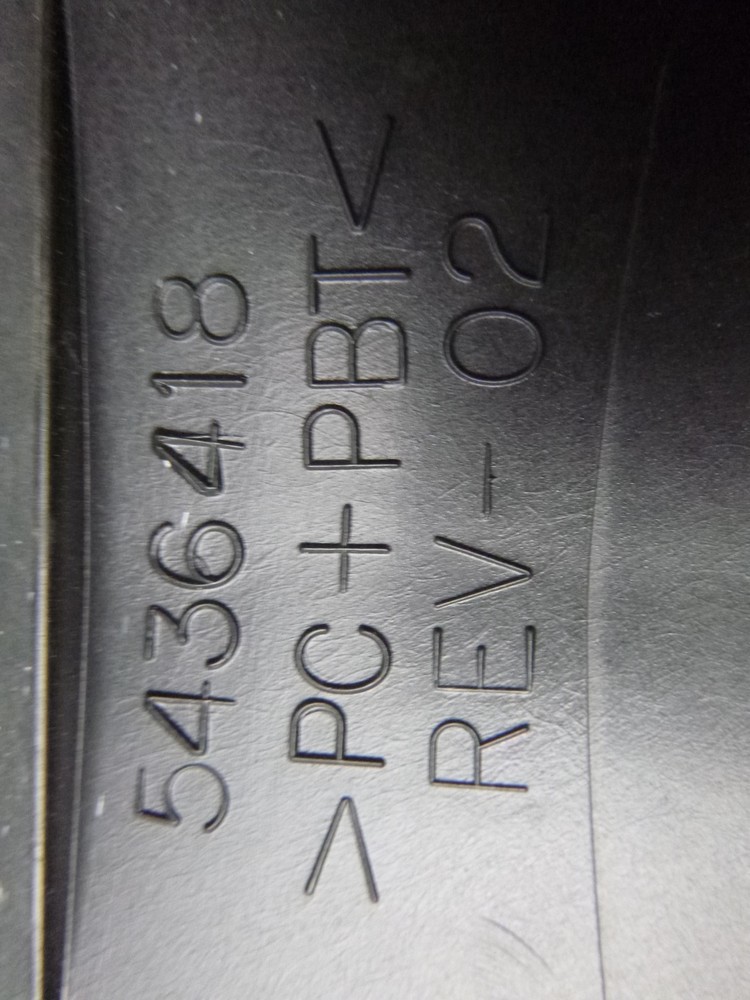 5436418
>PC+PBT<
REV-02